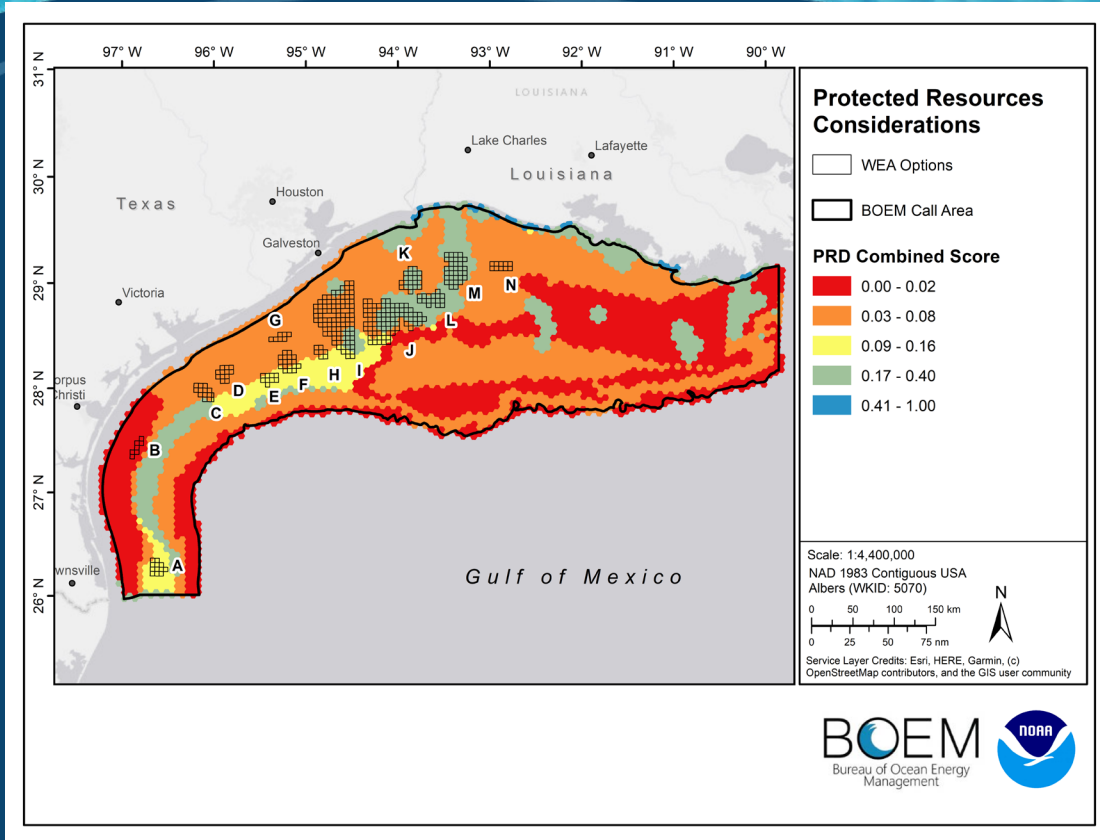 97° W 96° W 95° W 94° W 93° W 92° W 91° W 90° W
31° N
30° N
29° N
28° N
27° N
26° N
LOUISIANA
Lake Charles
Lafayette
Louisiana
Houston
Texas
Galveston
Victoria
orpus
Christi
wnsville
K
N
M
G
L
J
I
H
F
E
D
C
B
A
Gulf of Mexico
Protected Resources
Considerations
WEA Options
BOEM Call Area
PRD Combined Score
0.00 - 0.02
0.03 - 0.08
0.09 - 0.16
0.17 - 0.40
0.41 - 1.00
Scale: 1:4,400,000
NAD 1983 Contiguous USA
Albers (WKID: 5070)
N
0 50 100 150 km
0 25 50 75 nm
Service Layer Credits: Esri, HERE, Garmin, (c)
OpenStreetMap contributors, and the GIS user community
BOEM
Bureau of Ocean Energy
Management
NOAA